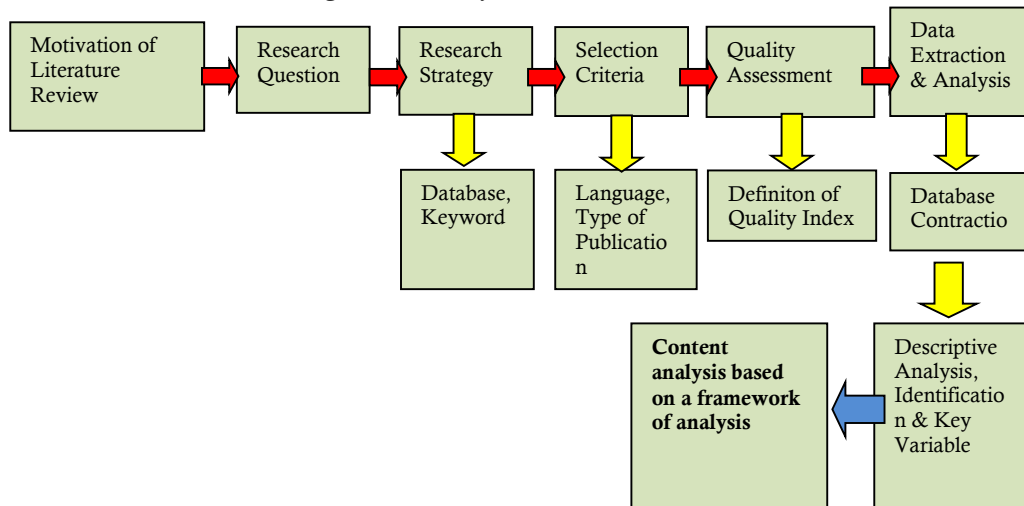 Motivation of
Literature
Review
Research
Question
Research
Strategy
Selection
Criteria
Quality
Assessment
Data
Extraction
& Analysis
Database,
Keyword
Language,
Type of
Publicatio
n
Definiton of
Quality Index
Database
Contractio
Content
analysis based
on a framework
of analysis
Descriptive
Analysis,
Identificatio
n & Key
Variable